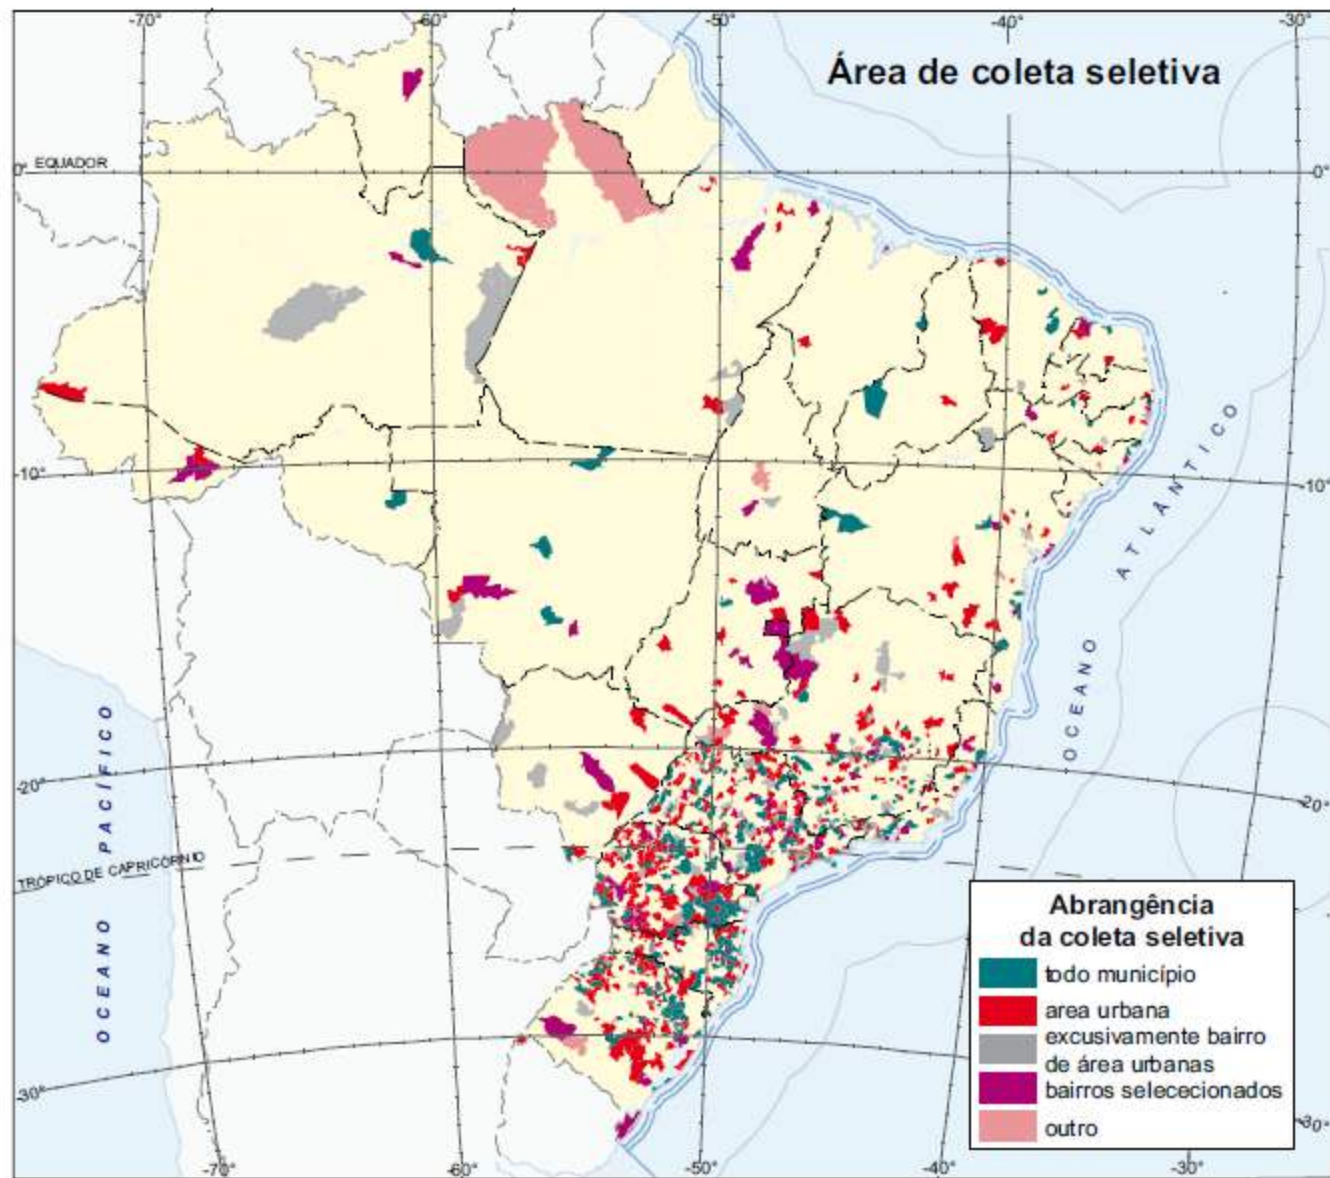 -70°
-60°
-50°
-40°
-30°
Área de coleta seletiva
0°
EQUADOR
0°
-10°
-10°
OCEANO ATLANTICO
OCEANO PACÍFICO
-20°
-20°
TRÓPICO DE CAPRICÓRNIO
Abrangência
da coleta seletiva
todo município
area urbana
excusivamente bairro
de área urbanas
bairros selececionados
outro
-30°
-30°
-70°
-60°
-50°
-40°
-30°